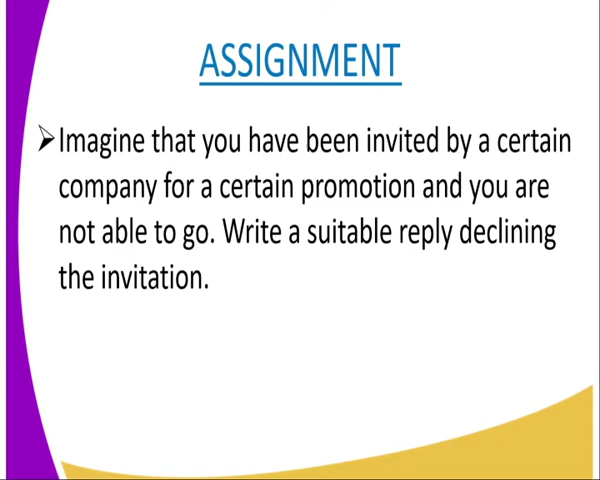 ASSIGNMENT
➢Imagine that you have been invited by a certain
company for a certain promotion and you are
not able to go. Write a suitable reply declining
the invitation.